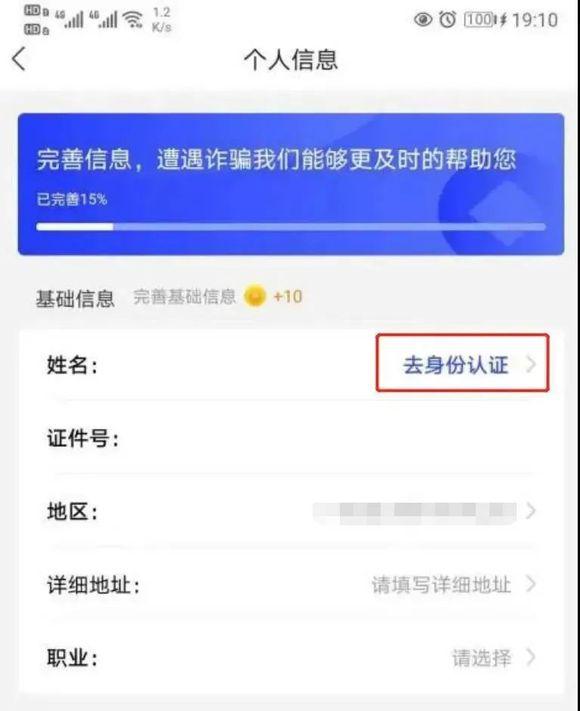 HD 4G 4G 1.2 K/s 100 19:10
HD
个人信息
完善信息，遭遇诈骗我们能够更及时的帮助您
已完善15%
基础信息 完善基础信息 +10
姓名： 去身份认证
证件号：
地区：
详细地址： 请填写详细地址
职业： 请选择